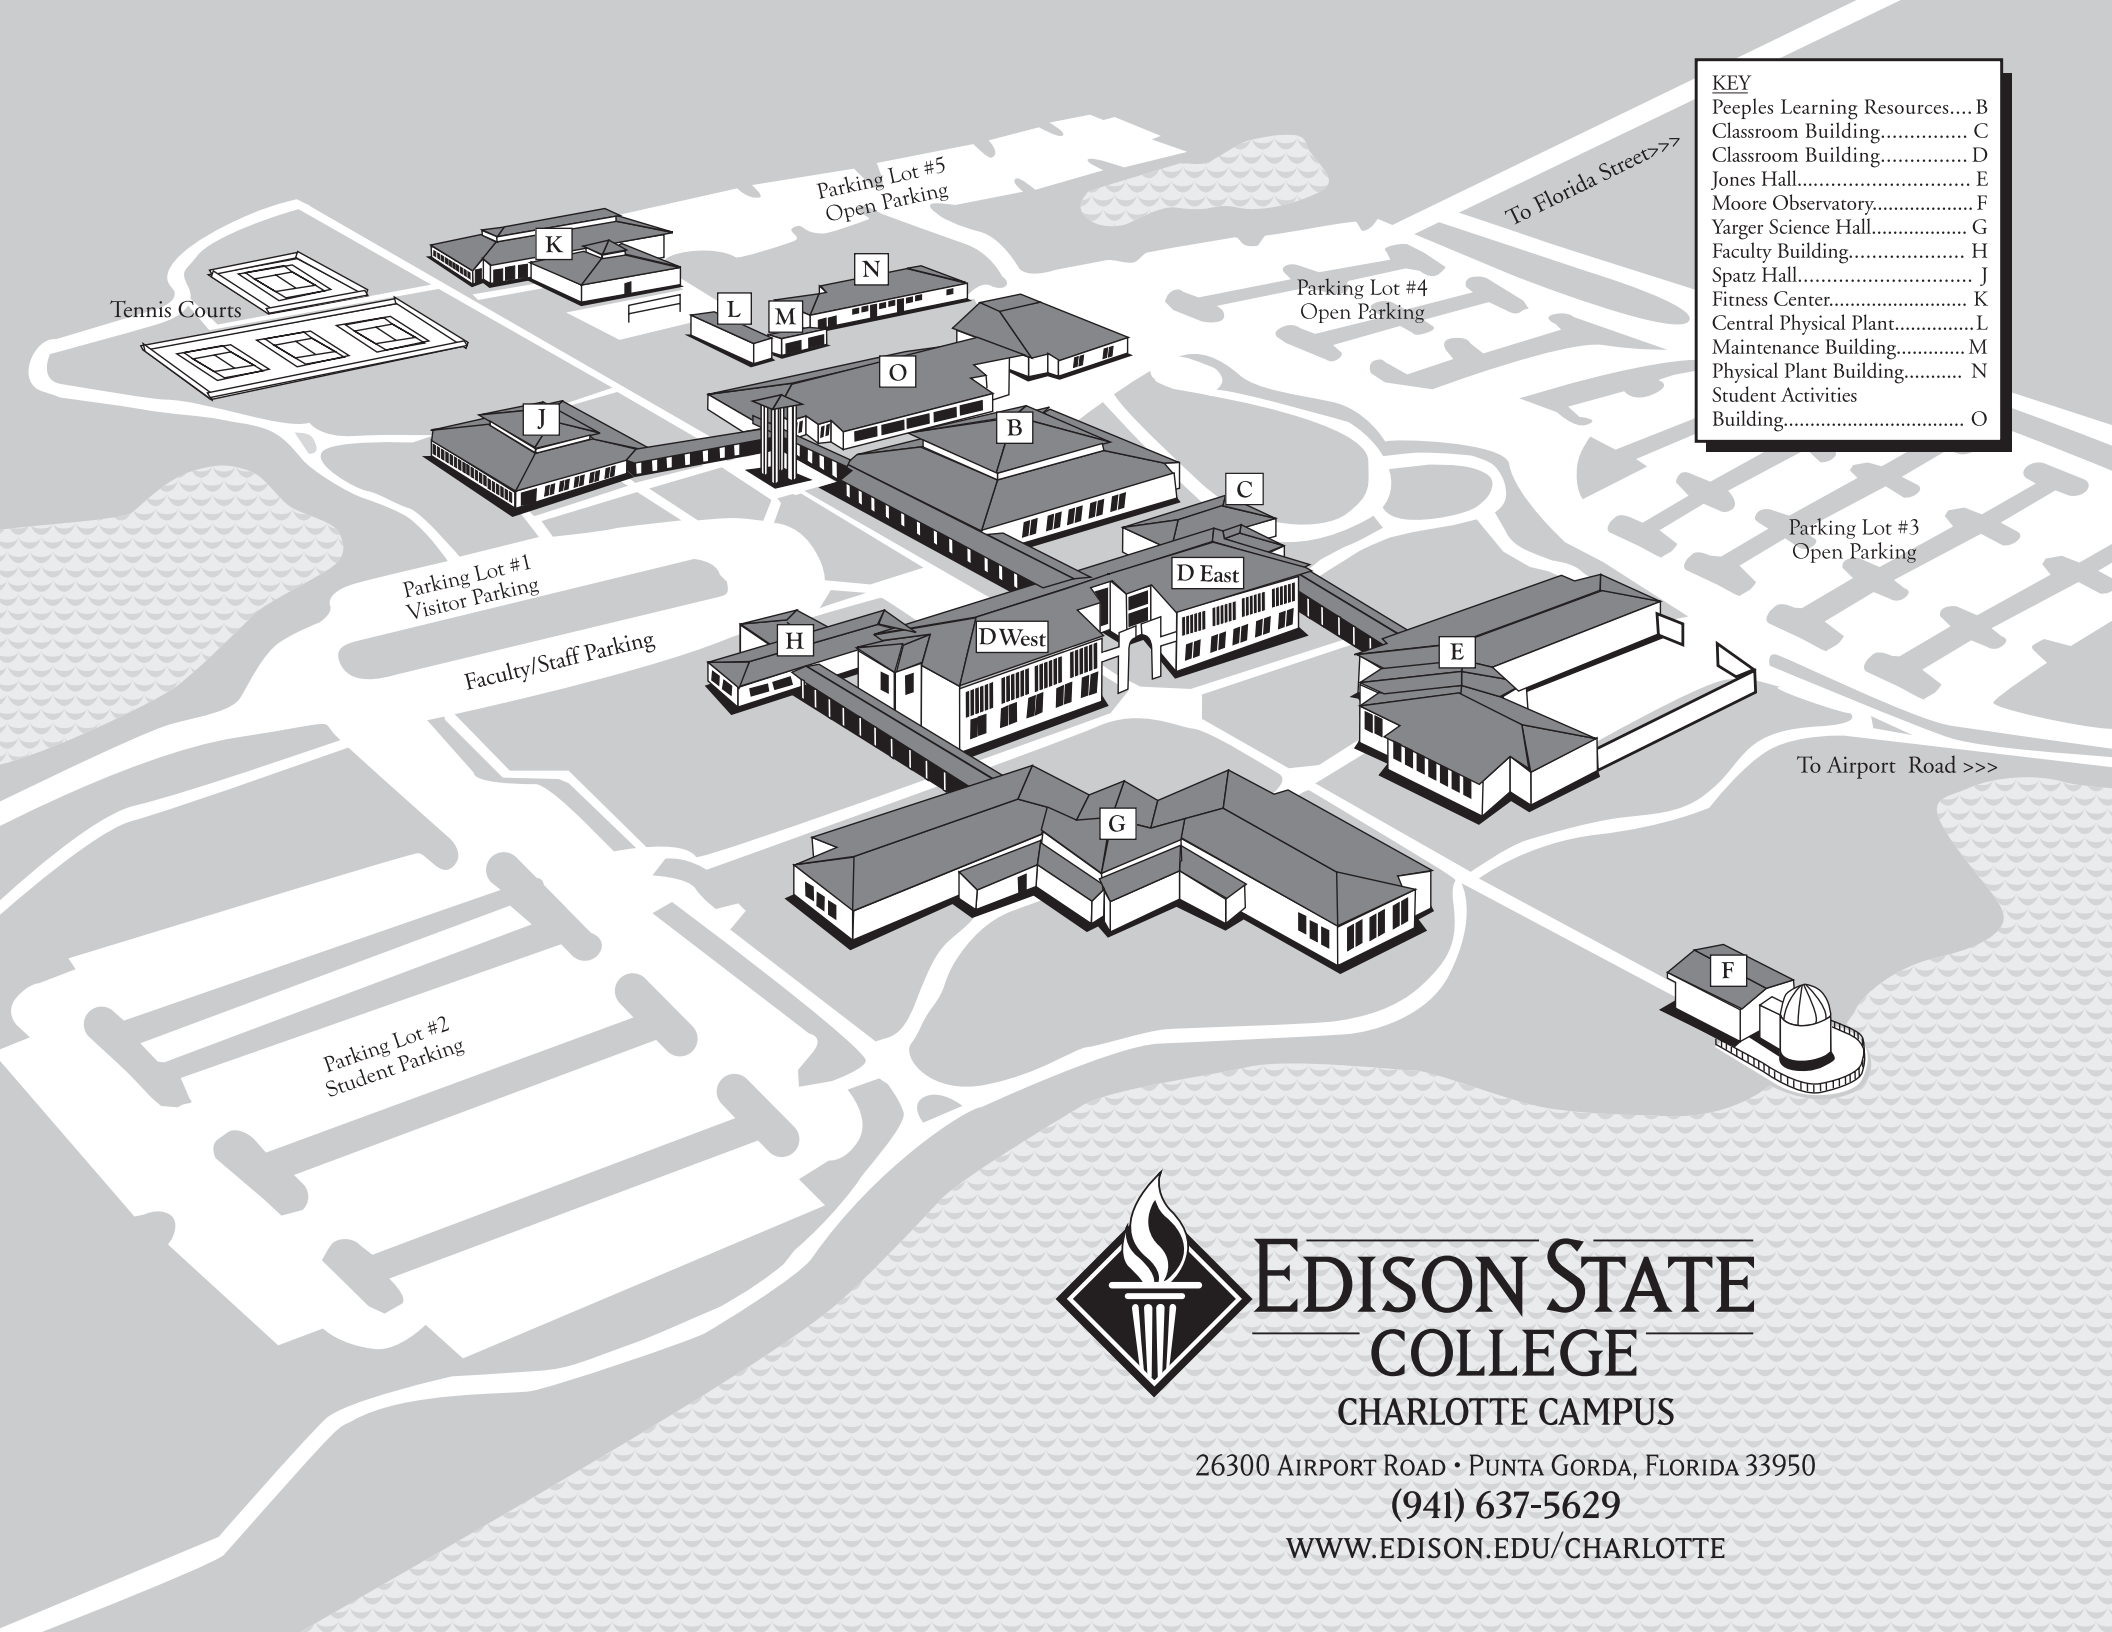 KEY
Peeples Learning Resources.... B
Classroom Building............... C
Classroom Building............... D
Jones Hall.............................. E
Moore Observatory.................. F
Yarger Science Hall................. G
Faculty Building.................... H
Spatz Hall.............................. J
Fitness Center........................ K
Central Physical Plant...............L
Maintenance Building............. M
Physical Plant Building........... N
Student Activities
Building............................... O
To Florida Street>>>
Parking Lot #5
Open Parking
K
N
L
M
Tennis Courts
Parking Lot #4
Open Parking
O
J
B
C
Parking Lot #3
Open Parking
Parking Lot #1
Visitor Parking
D East
Faculty/Staff Parking
H
D West
E
To Airport Road >>>
G
F
Parking Lot #2
Student Parking
EDISON STATE
COLLEGE
CHARLOTTE CAMPUS
26300 AIRPORT ROAD • PUNTA GORDA, FLORIDA 33950
(941) 637-5629
WWW.EDISON.EDU/CHARLOTTE